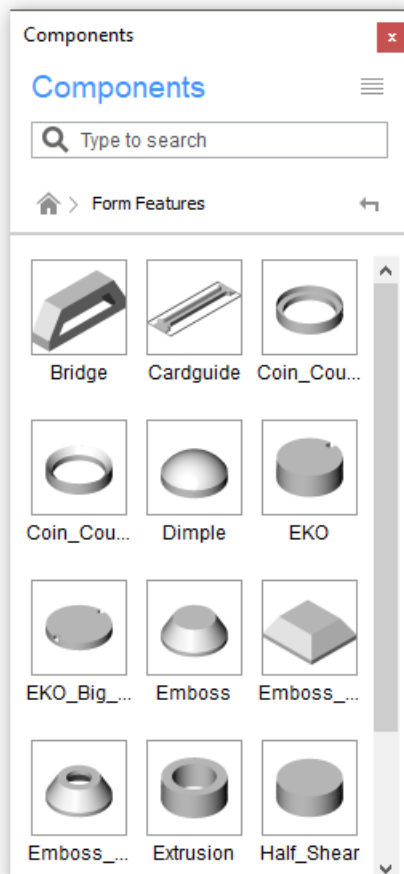 Components
x
Components
Type to search
Form Features
Bridge
Cardguide
Coin_Cou...
Coin_Cou...
Dimple
EKO
EKO_Big_...
Emboss
Emboss_...
Emboss_...
Extrusion
Half_Shear